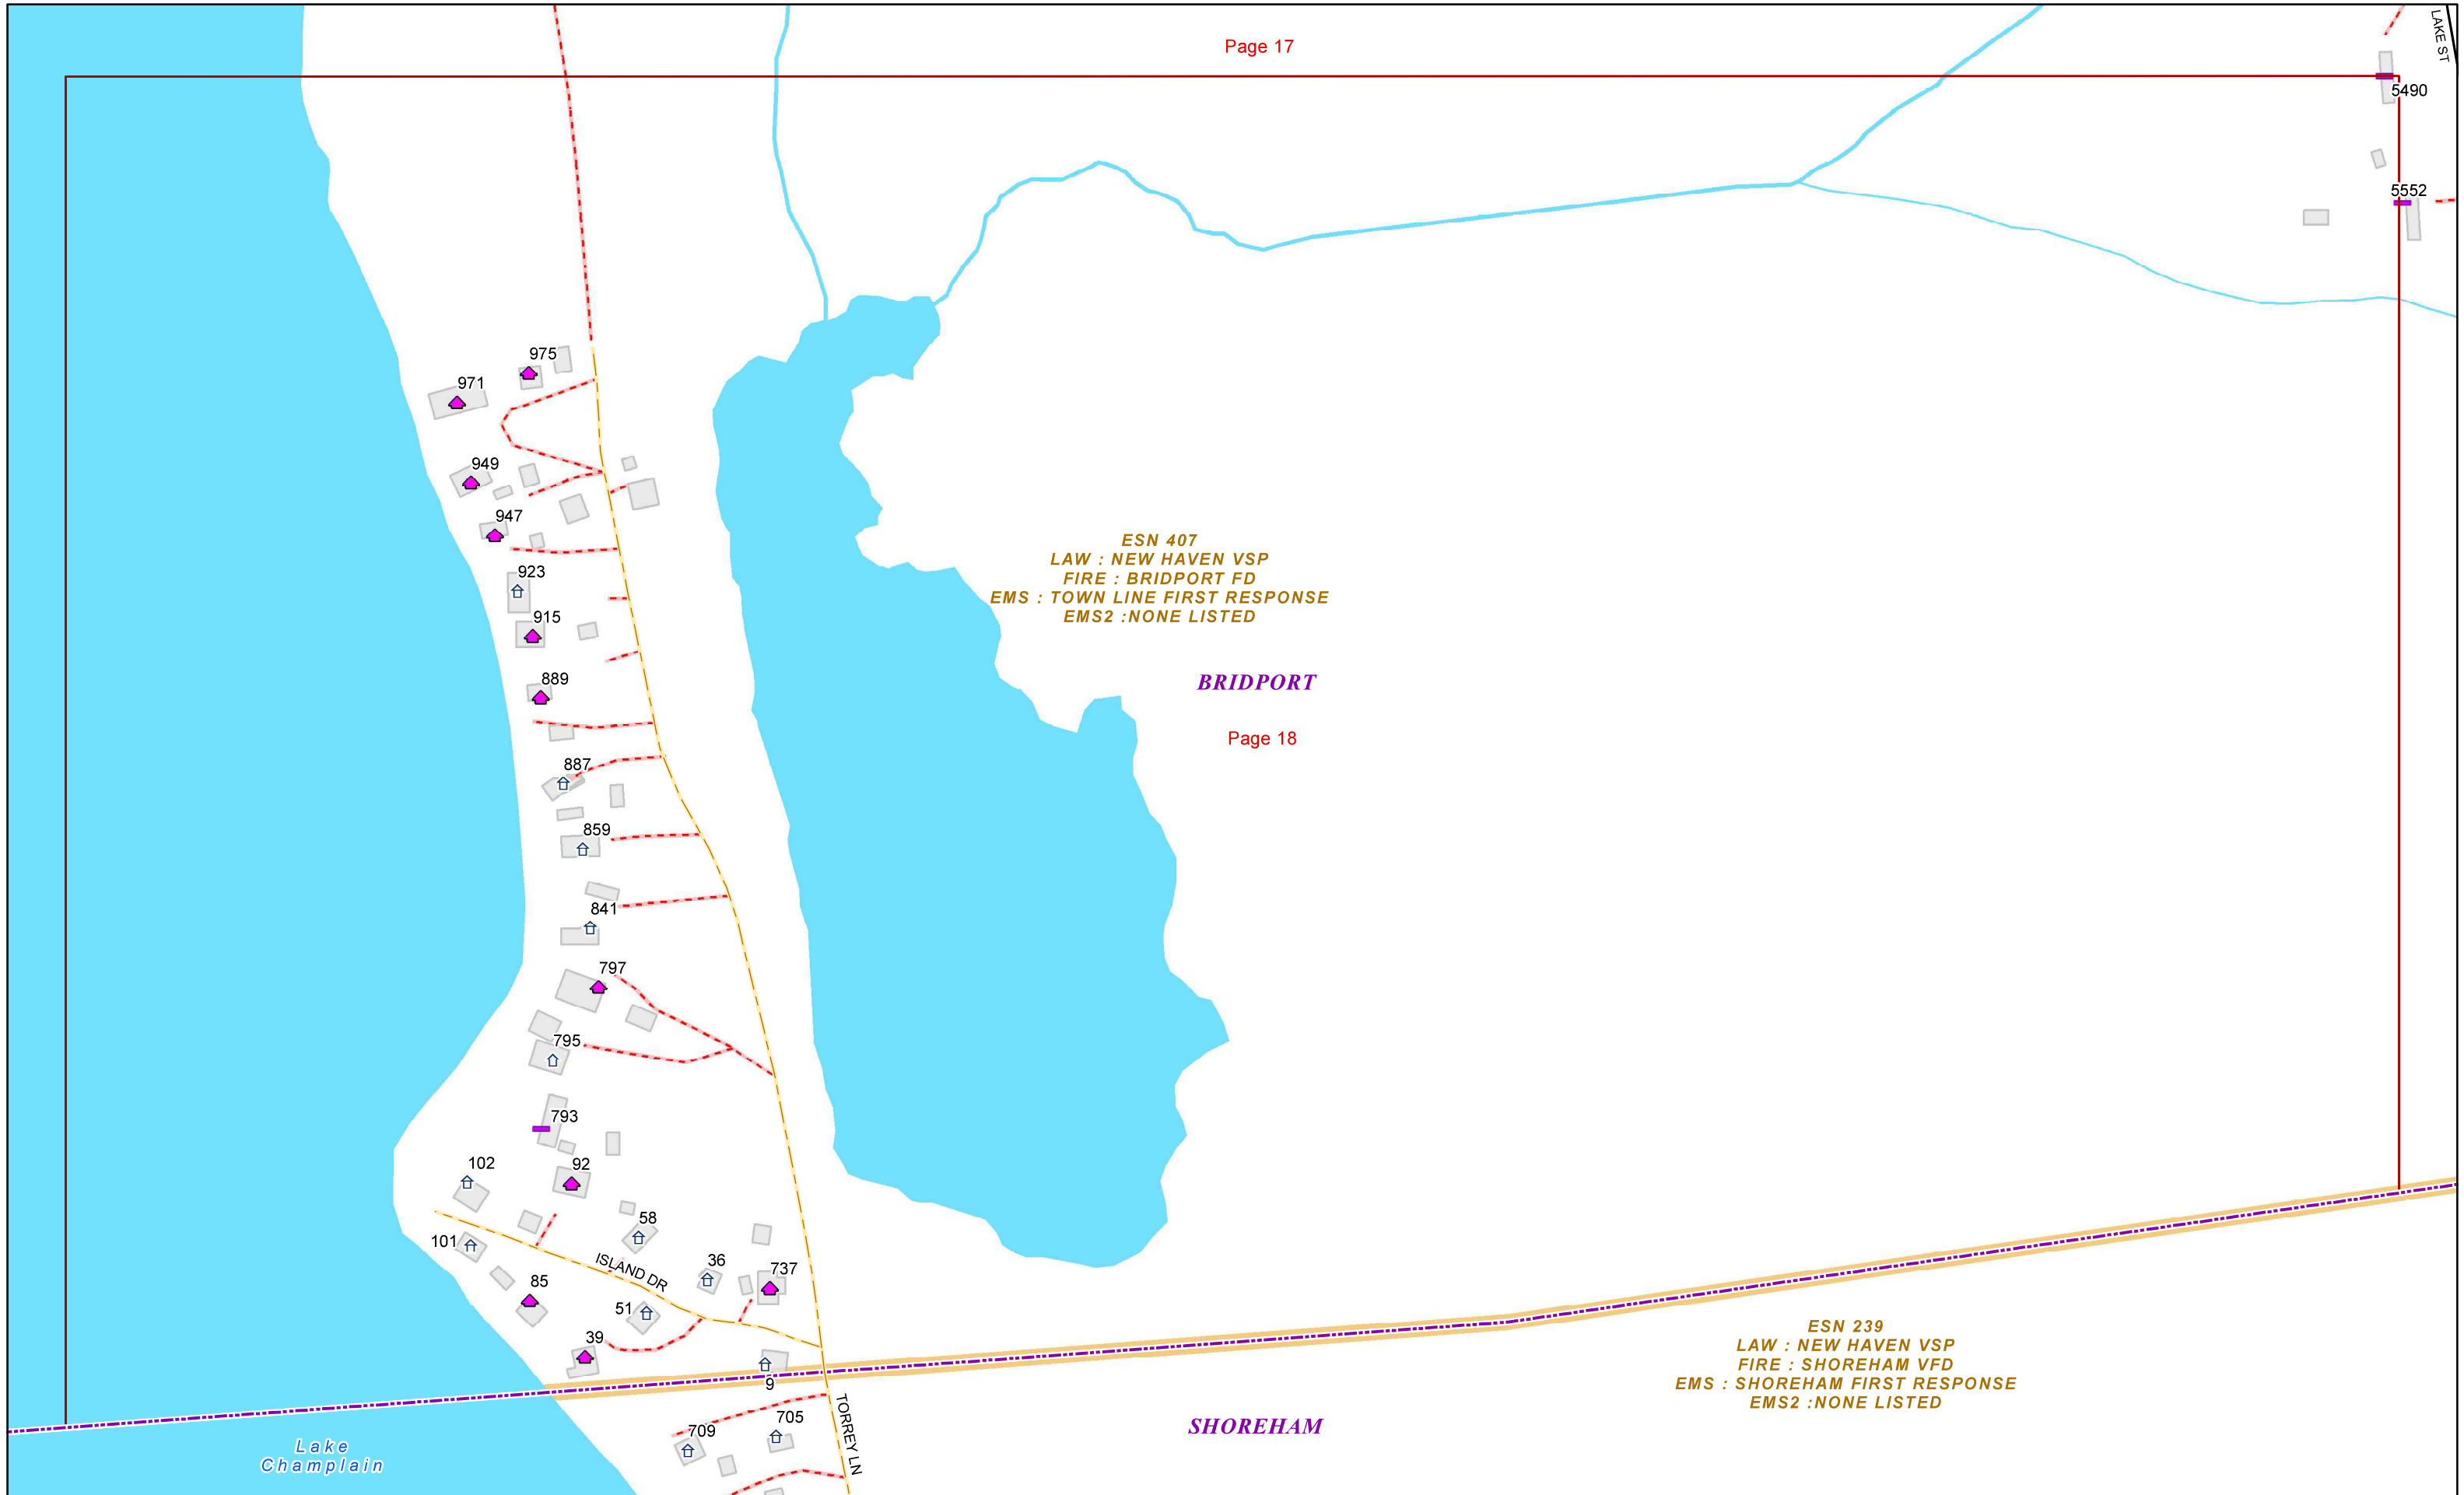 Page 17
LAKE ST
5490
5552
975
971
949
947
923
915
889
887
859
841
797
795
793
102
92
58
101
ISLAND DR
36
737
85
51
39
9
705
709
TORREY LN
ESN 407
LAW : NEW HAVEN VSP
FIRE : BRIDPORT FD
EMS : TOWN LINE FIRST RESPONSE
EMS2 :NONE LISTED
BRIDPORT
Page 18
ESN 239
LAW : NEW HAVEN VSP
FIRE : SHOREHAM VFD
EMS : SHOREHAM FIRST RESPONSE
EMS2 :NONE LISTED
SHOREHAM
Lake
Champlain